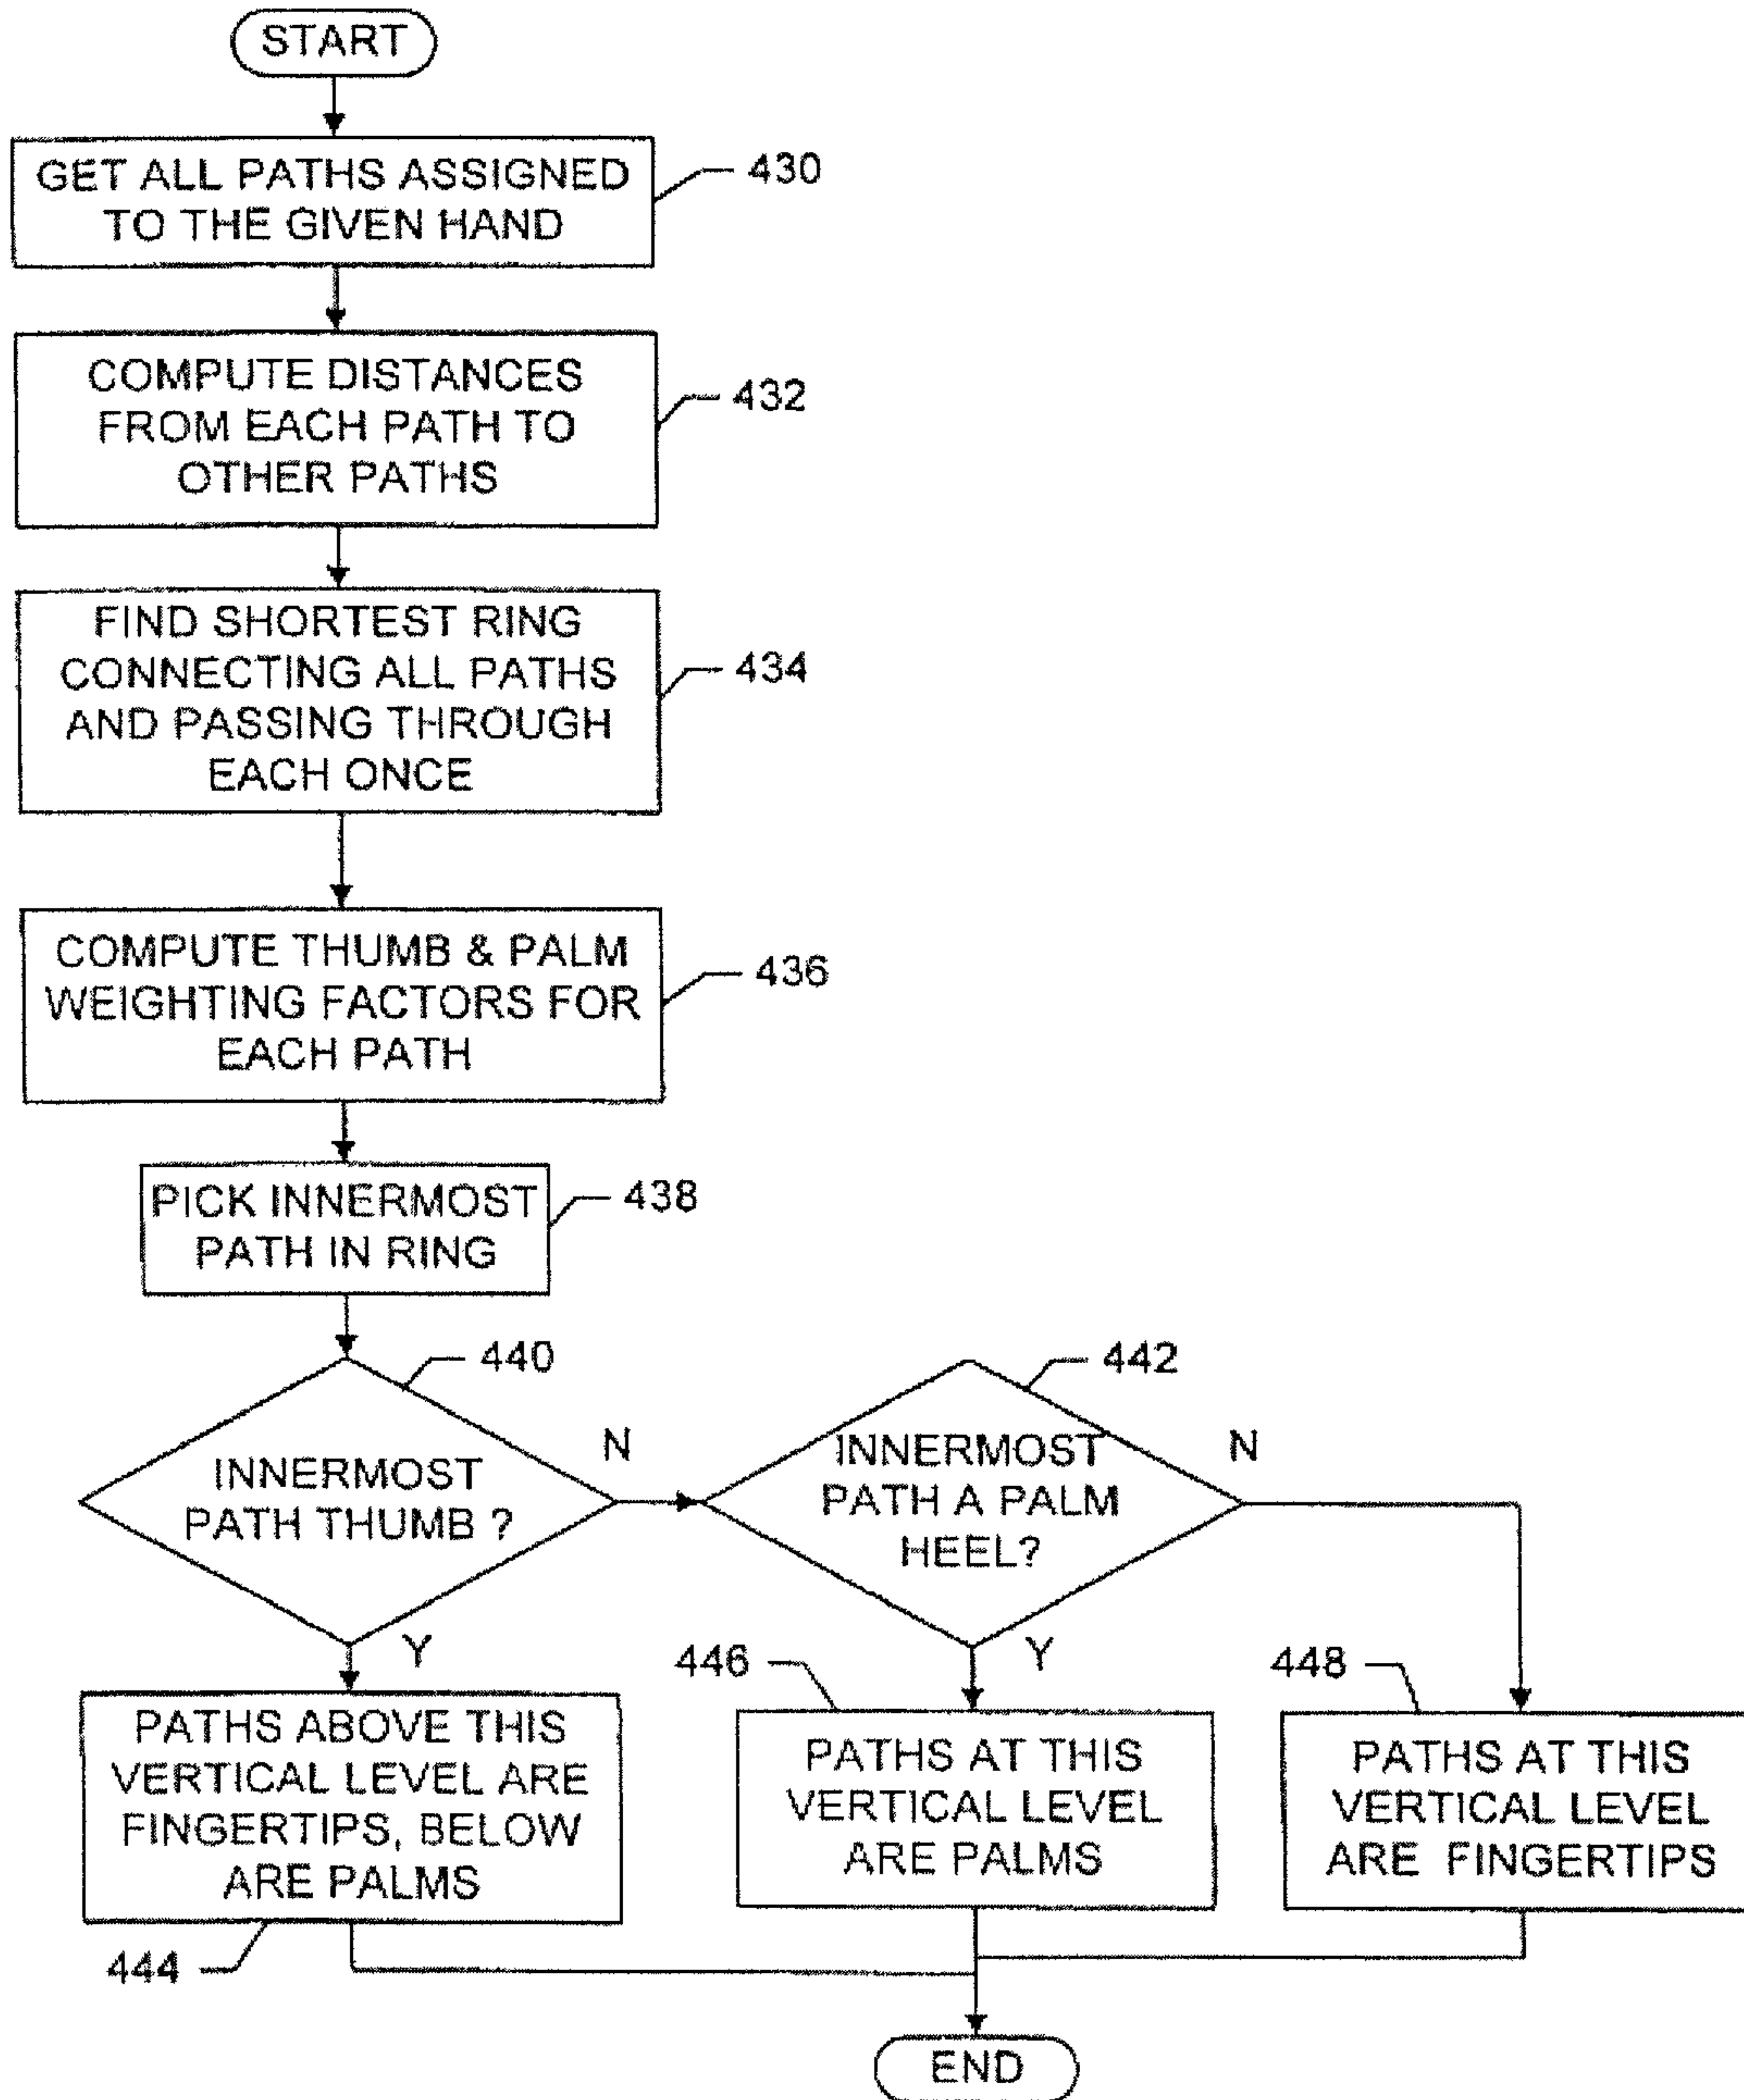 START
GET ALL PATHS ASSIGNED
TO THE GIVEN HAND
430
COMPUTE DISTANCES
FROM EACH PATH TO
OTHER PATHS
432
FIND SHORTEST RING
CONNECTING ALL PATHS
AND PASSING THROUGH
EACH ONCE
434
COMPUTE THUMB & PALM
WEIGHTING FACTORS FOR
EACH PATH
436
PICK INNERMOST
PATH IN RING
438
440
INNERMOST
PATH THUMB ?
N
Y
442
INNERMOST
PATH A PALM
HEEL?
N
Y
PATHS ABOVE THIS
VERTICAL LEVEL ARE
FINGERTIPS, BELOW
ARE PALMS
444
446
PATHS AT THIS
VERTICAL LEVEL
ARE PALMS
448
PATHS AT THIS
VERTICAL LEVEL
ARE FINGERTIPS
END